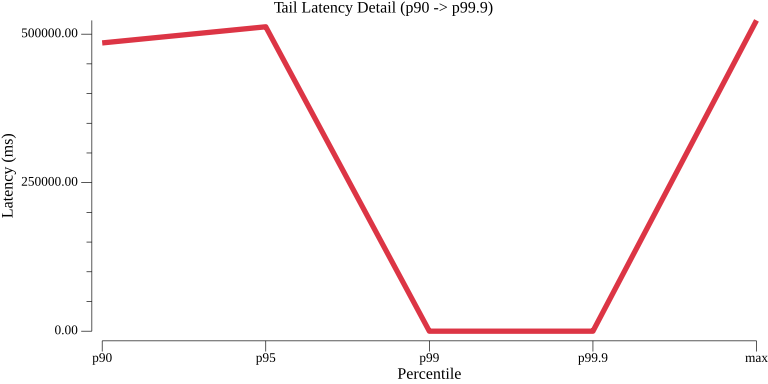 Tail Latency Detail (p90 -> p99.9)
500000.00
250000.00
0.00
Latency (ms)
p90 p95 p99 p99.9 max
Percentile